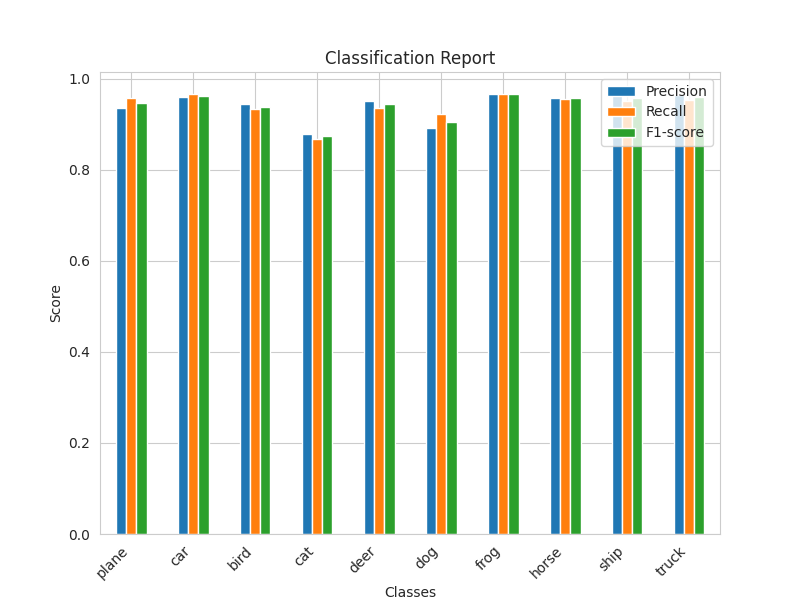 Classification Report
1.0
0.8
0.6
0.4
0.2
0.0
Score
Precision
Recall
F1-score
plane
car
bird
cat
deer
dog
frog
horse
ship
truck
Classes